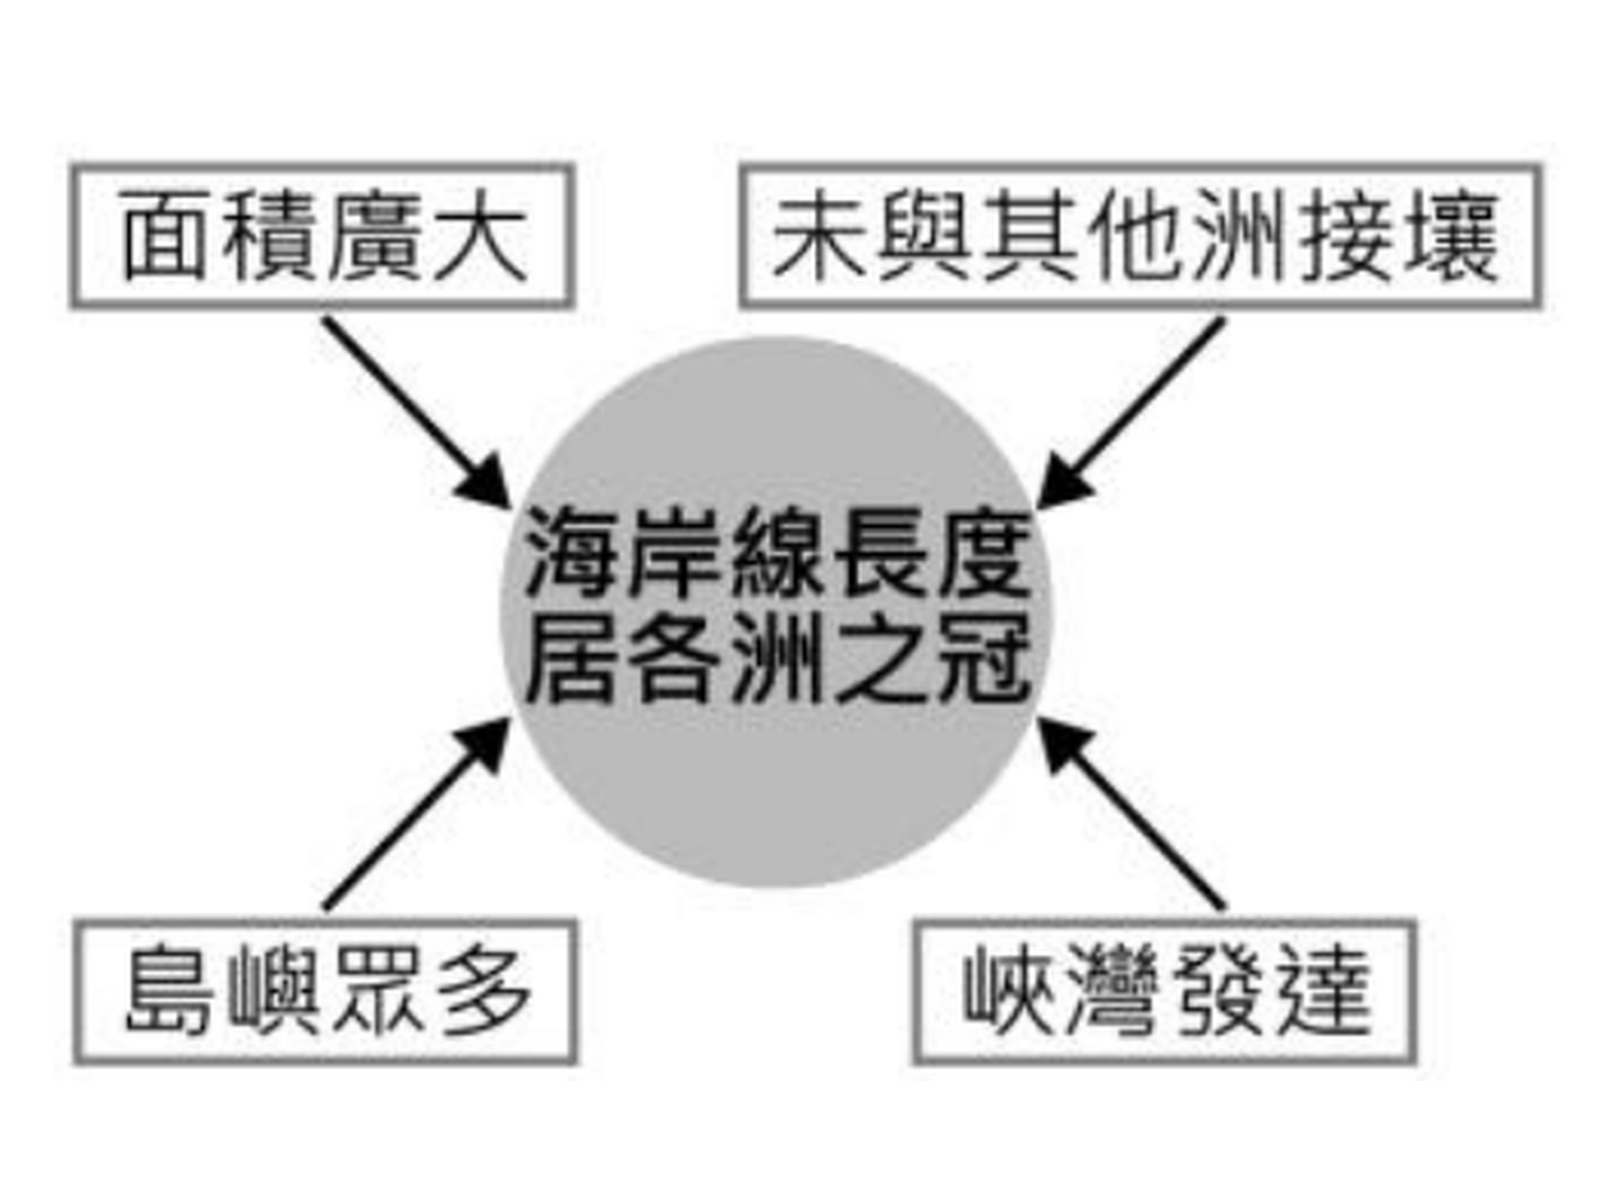 面積廣大
未與其他洲接壤
海岸線長度
居各洲之冠
島嶼眾多
峽灣發達